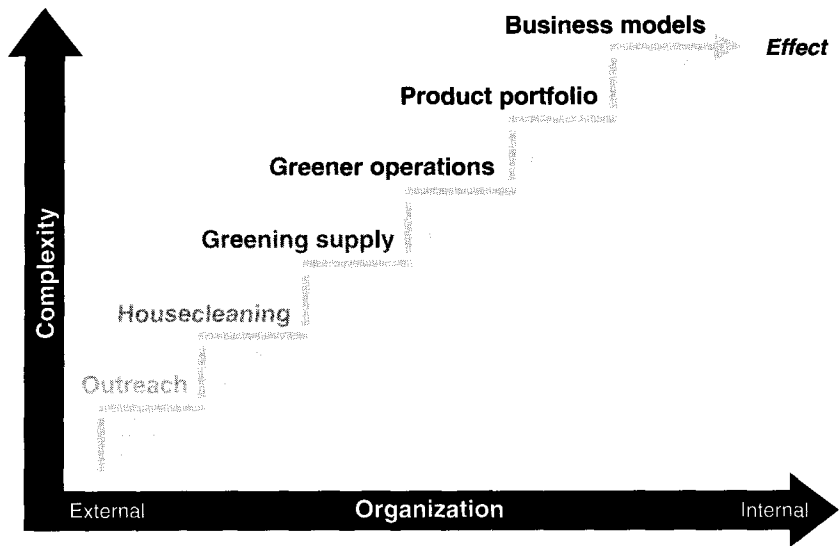 Business models
Effect
Product portfolio
Greener operations
Greening supply
Complexity
Housecleaning
Outreach
External
Organization
Internal